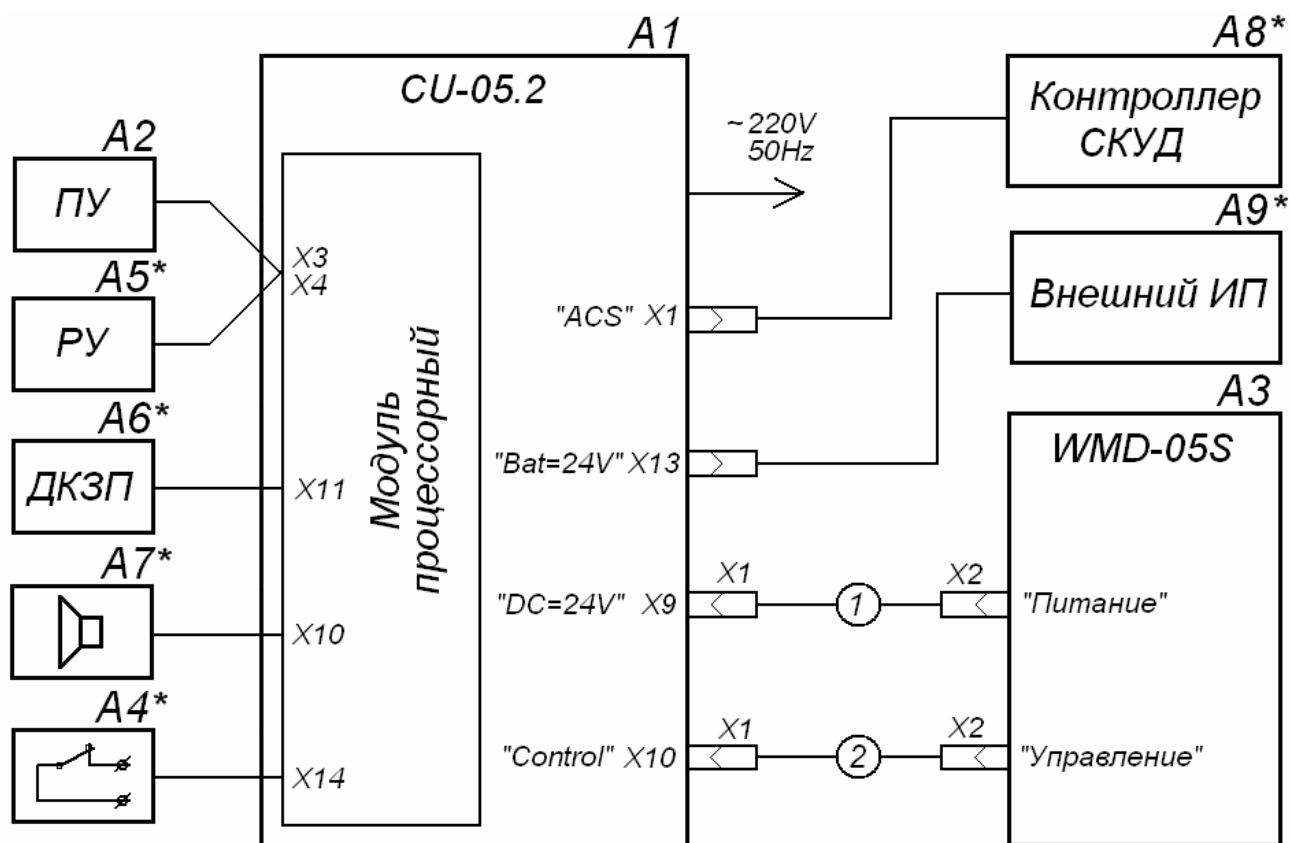 A1
CU-05.2
A8*
Контроллер
СКУД
~220V
50Hz
A2
ПУ
X3
X4
A5*
РУ
A9*
Внешний ИП
"ACS" X1
A6*
ДКЗП
X11
Модуль
процессорный
"Bat=24V" X13
A3
WMD-05S
A7*
X10
"DC=24V" X9
X1
1
X2
"Питание"
A4*
X14
"Control" X10
X1
2
X2
"Управление"